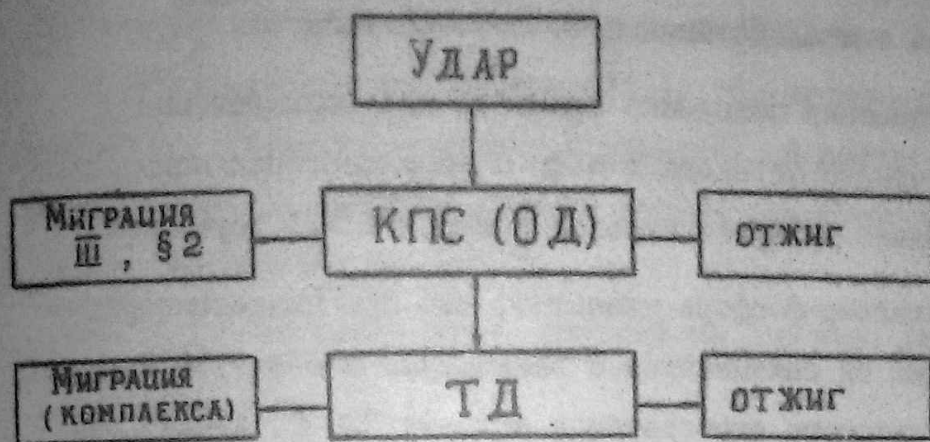 УДАР
МИГРАЦИЯ
III, § 2
КПС (ОД)
ОТЖИГ
МИГРАЦИЯ
(КОМПЛЕКСА)
ТД
ОТЖИГ